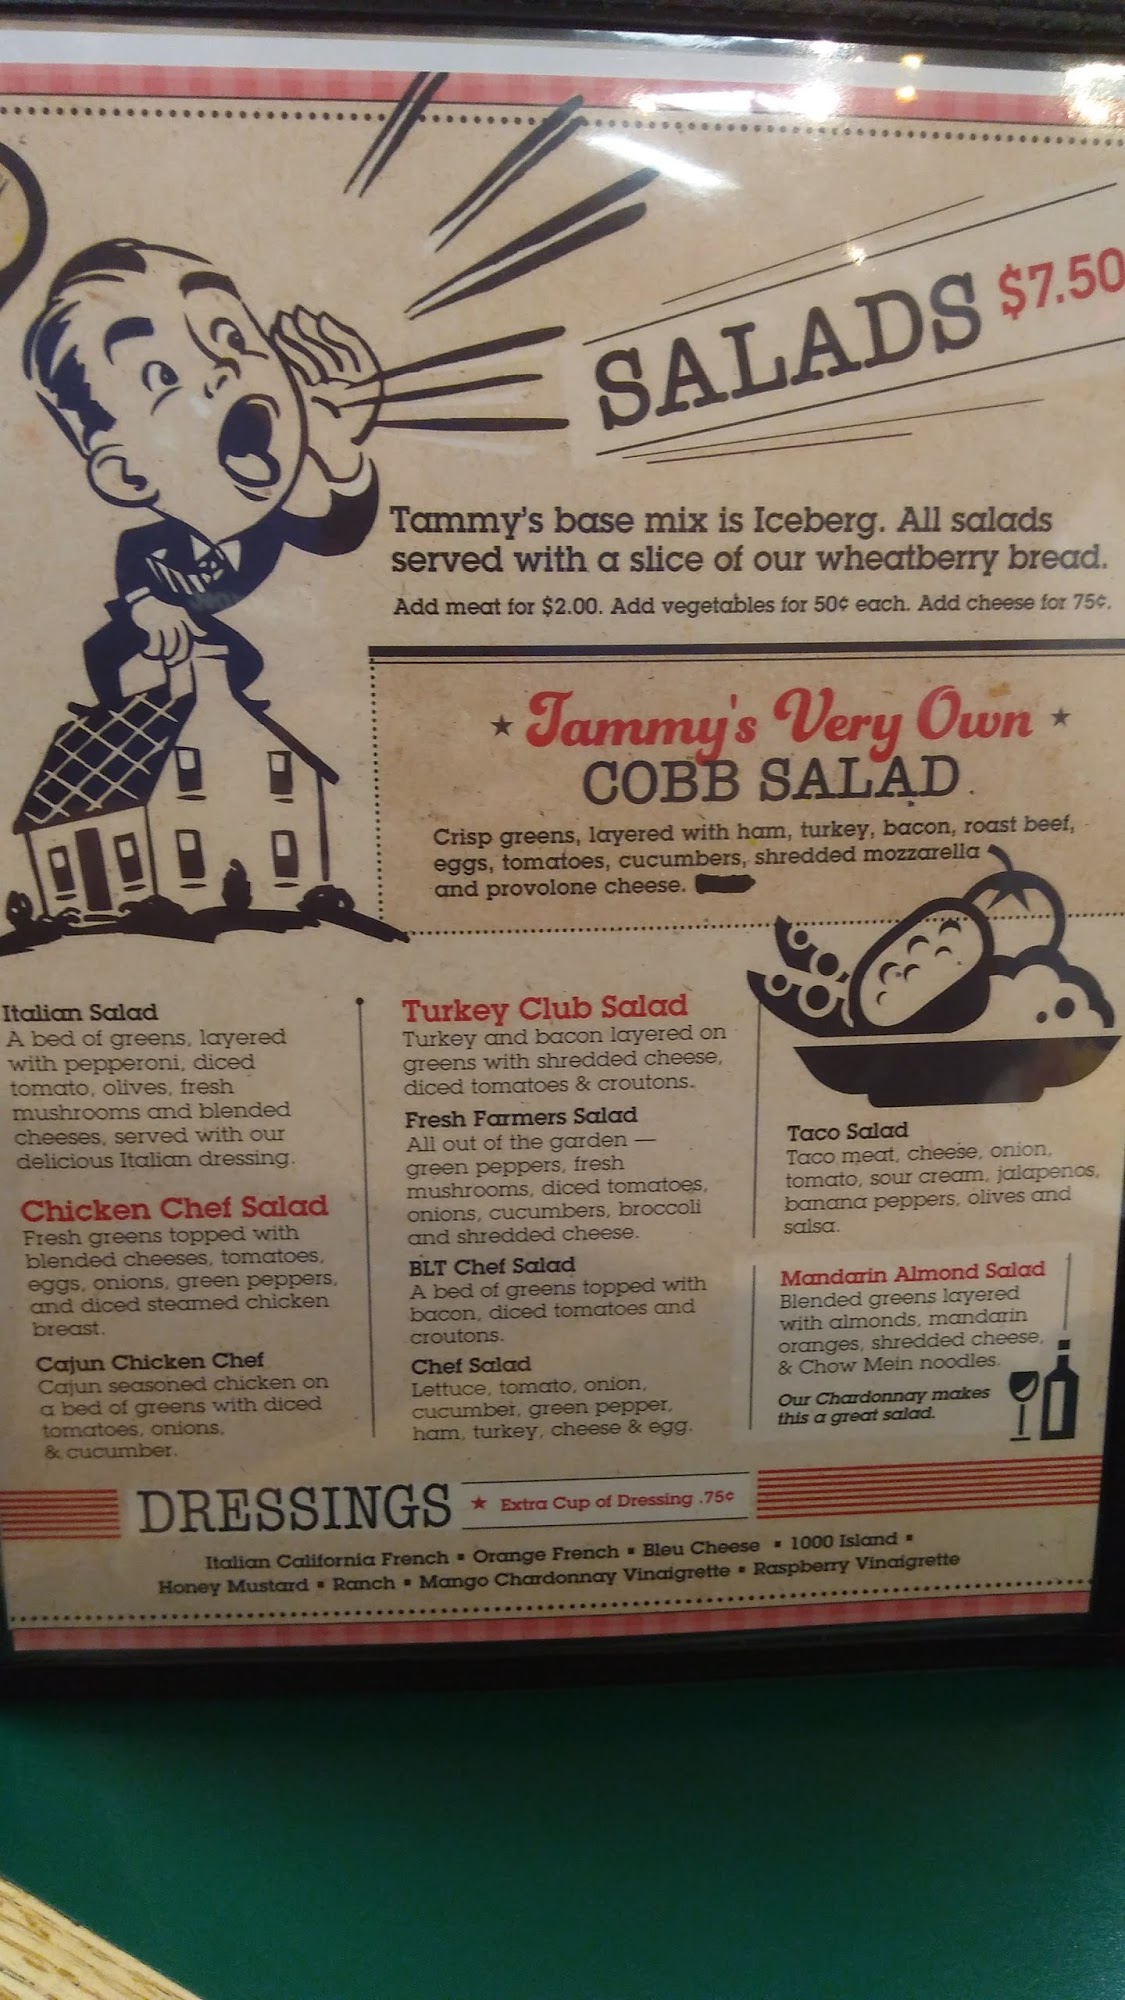 SALADS $7.50
Tammy's base mix is Iceberg. All salads
served with a slice of our wheatberry bread.
Add meat for $2.00. Add vegetables for 50¢ each. Add cheese for 75¢.
★ Tammy's Very Own ★
COBB SALAD
Crisp greens, layered with ham, turkey, bacon, roast beef,
eggs, tomatoes, cucumbers, shredded mozzarella
and provolone cheese.
Italian Salad
A bed of greens, layered
with pepperoni, diced
tomato, olives, fresh
mushrooms and blended
cheeses, served with our
delicious Italian dressing.
Chicken Chef Salad
Fresh greens topped with
blended cheeses, tomatoes,
eggs, onions, green peppers,
and diced steamed chicken
breast.
Cajun Chicken Chef
Cajun seasoned chicken on
a bed of greens with diced
tomatoes, onions,
& cucumber.
Turkey Club Salad
Turkey and bacon layered on
greens with shredded cheese,
diced tomatoes & croutons.
Fresh Farmers Salad
All out of the garden —
green peppers, fresh
mushrooms, diced tomatoes,
onions, cucumbers, broccoli
and shredded cheese.
BLT Chef Salad
A bed of greens topped with
bacon, diced tomatoes and
croutons.
Chef Salad
Lettuce, tomato, onion,
cucumber, green pepper,
ham, turkey, cheese & egg.
Taco Salad
Taco meat, cheese, onion,
tomato, sour cream, jalapenos,
banana peppers, olives and
salsa.
Mandarin Almond Salad
Blended greens layered
with almonds, mandarin
oranges, shredded cheese,
& Chow Mein noodles.
Our Chardonnay makes
this a great salad.
DRESSINGS ★ Extra Cup of Dressing .75¢
Italian California French ▪ Orange French ▪ Bleu Cheese ▪ 1000 Island ▪
Honey Mustard ▪ Ranch ▪ Mango Chardonnay Vinaigrette ▪ Raspberry Vinaigrette